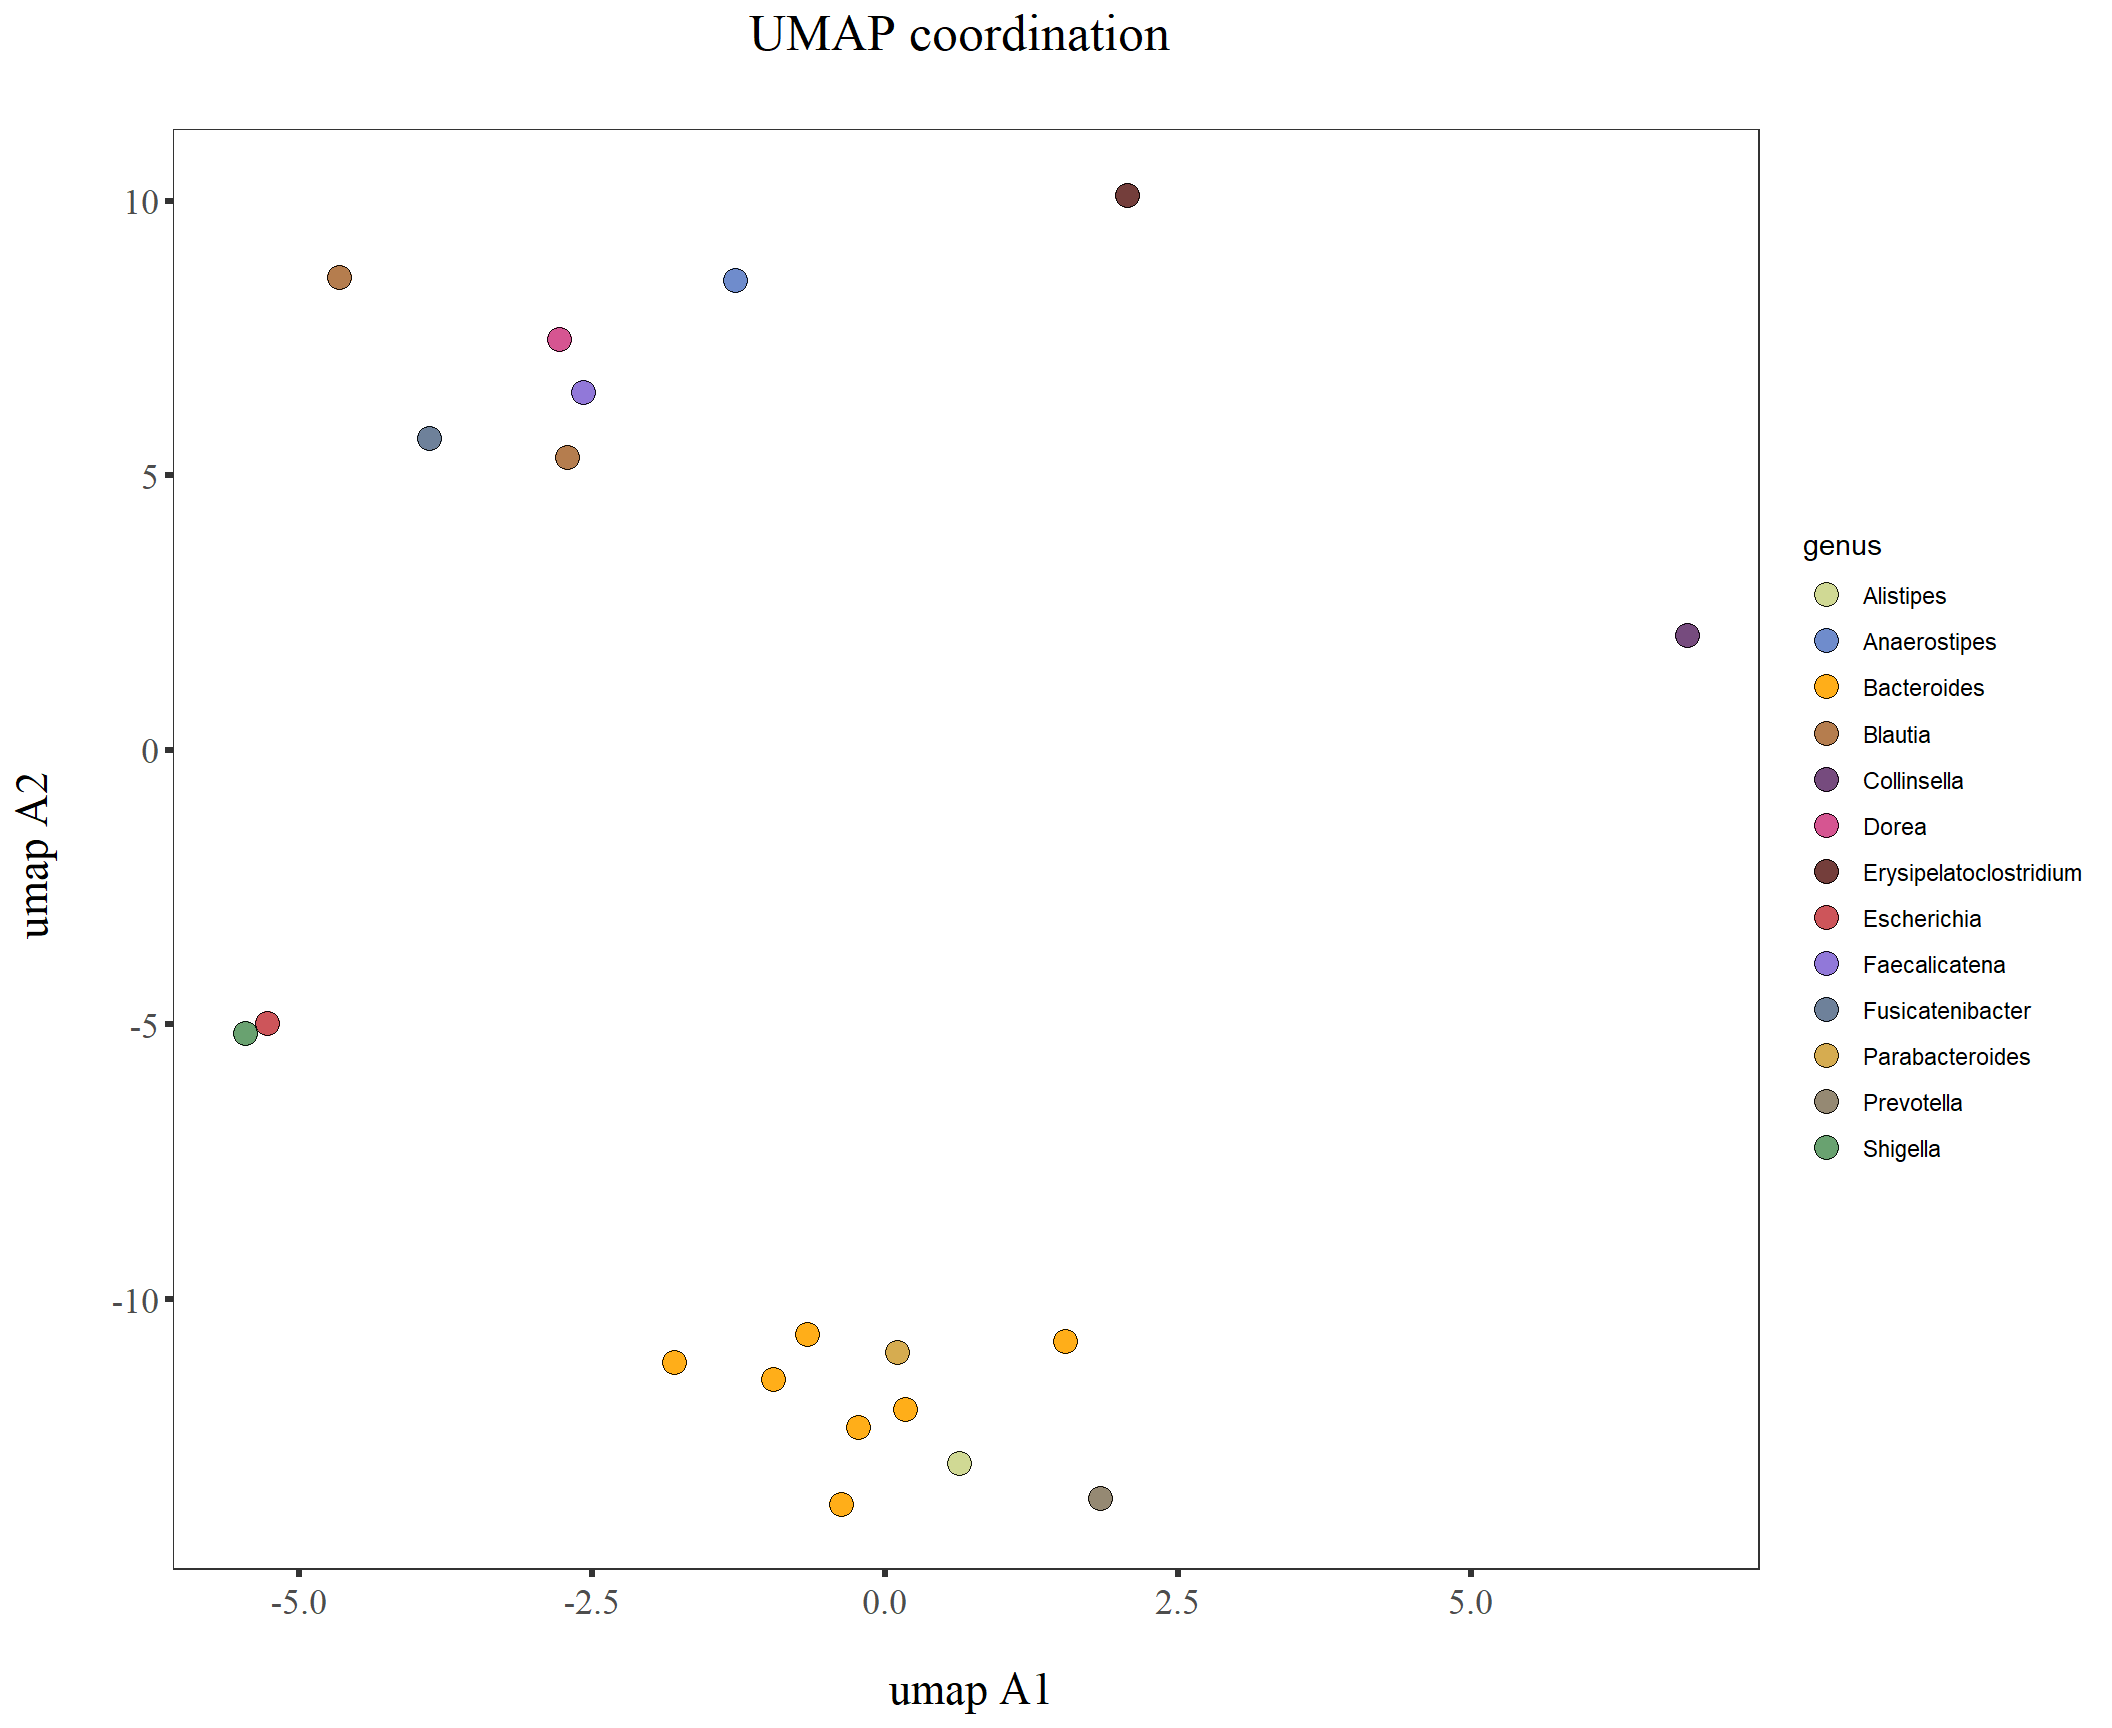 UMAP coordination
10
5
0
-5
-10
umap A2
-5.0
-2.5
0.0
2.5
5.0
umap A1
genus
Alistipes
Anaerostipes
Bacteroides
Blautia
Collinsella
Dorea
Erysipelatoclostridium
Escherichia
Faecalicatena
Fusicatenibacter
Parabacteroides
Prevotella
Shigella